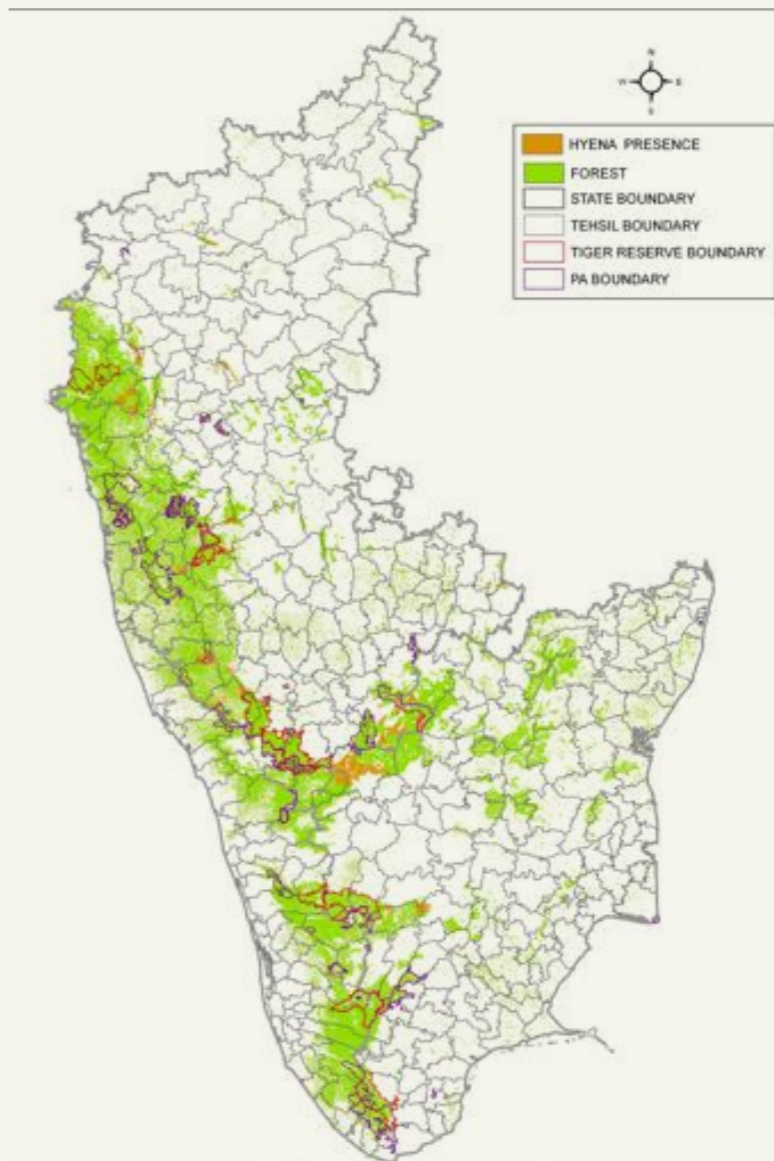 N
W E
S
HYENA PRESENCE
FOREST
STATE BOUNDARY
TEHSIL BOUNDARY
TIGER RESERVE BOUNDARY
PA BOUNDARY